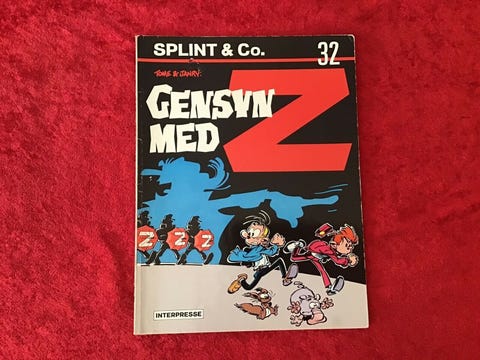 SPLINT & Co.
32
TOME & JANRY:
GENSYN
MED
Z
Z
Z
Z
INTERPRESSE